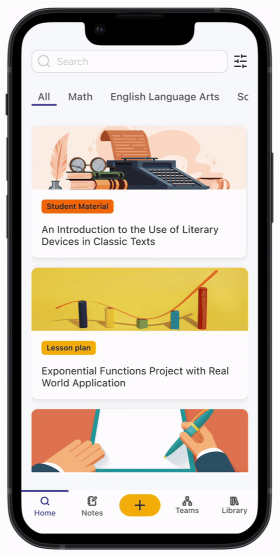 Search
All Math English Language Arts Sc
Student Material
An Introduction to the Use of Literary
Devices in Classic Texts
Lesson plan
Exponential Functions Project with Real
World Application
Home Notes Teams Library